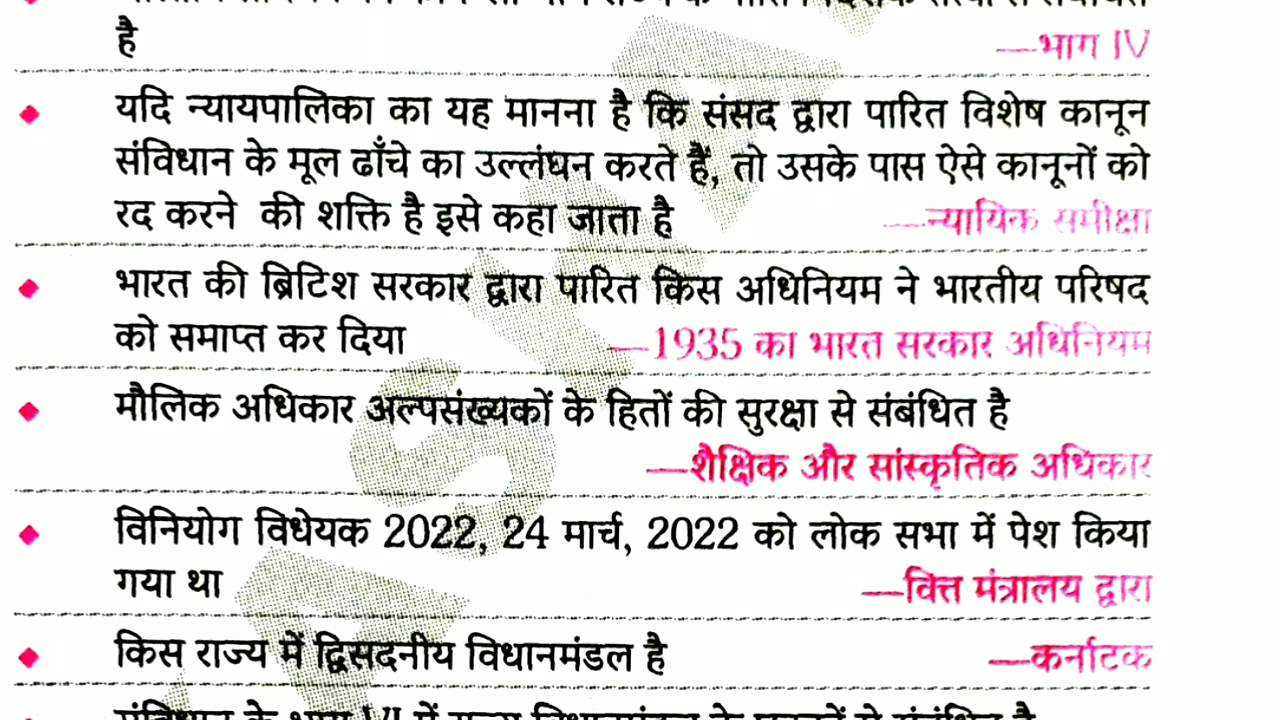 है —भाग IV
यदि न्यायपालिका का यह मानना है कि संसद द्वारा पारित विशेष कानून
संविधान के मूल ढाँचे का उल्लंघन करते हैं, तो उसके पास ऐसे कानूनों को
रद करने की शक्ति है इसे कहा जाता है —न्यायिक समीक्षा
भारत की ब्रिटिश सरकार द्वारा पारित किस अधिनियम ने भारतीय परिषद
को समाप्त कर दिया —1935 का भारत सरकार अधिनियम
मौलिक अधिकार अल्पसंख्यकों के हितों की सुरक्षा से संबंधित है
—शैक्षिक और सांस्कृतिक अधिकार
विनियोग विधेयक 2022, 24 मार्च, 2022 को लोक सभा में पेश किया
गया था —वित्त मंत्रालय द्वारा
किस राज्य में द्विसदनीय विधानमंडल है —कर्नाटक